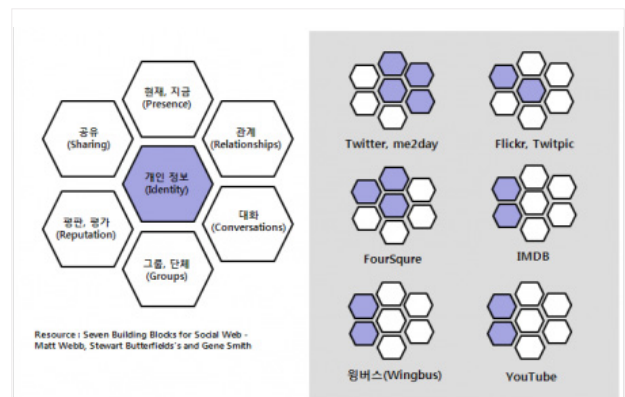 현재, 지금
(Presence)
공유
(Sharing)
관계
(Relationships)
개인 정보
(Identity)
평판, 평가
(Reputation)
대화
(Conversations)
그룹, 단체
(Groups)
Resource : Seven Building Blocks for Social Web -
Matt Webb, Stewart Butterfields's and Gene Smith
Twitter, me2day
Flickr, Twitpic
FourSqure
IMDB
윙버스(Wingbus)
YouTube